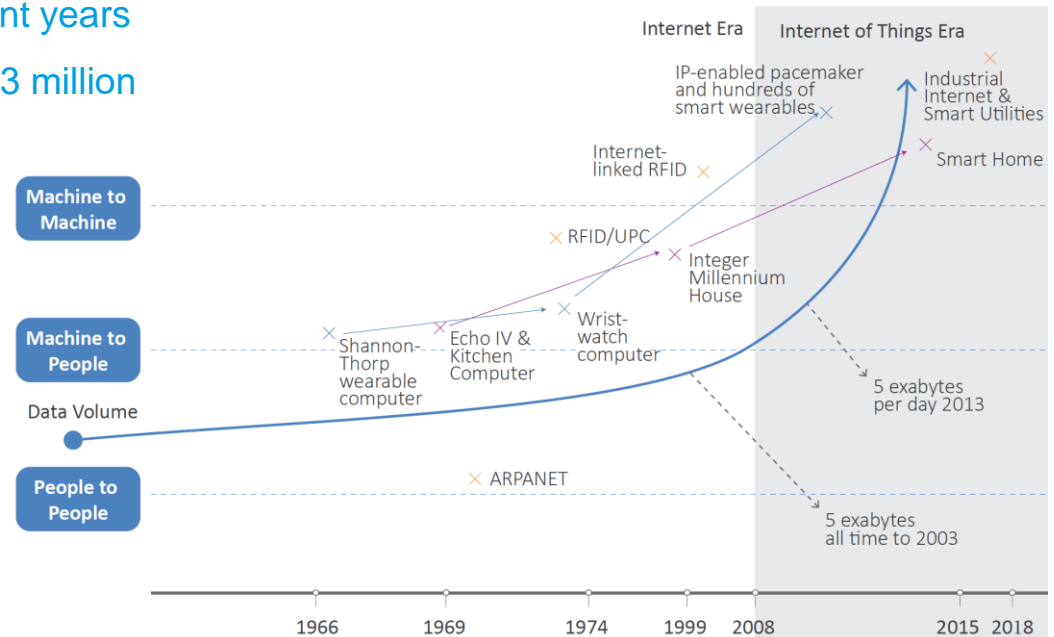 nt years
3 million
Internet Era
Internet of Things Era
IP-enabled pacemaker
and hundreds of
smart wearables
Industrial
Internet &
Smart Utilities
Internet-
linked RFID
Smart Home
Machine to
Machine
RFID/UPC
Integer
Millennium
House
Machine to
People
Shannon-
Thorp
wearable
computer
Echo IV &
Kitchen
Computer
Wrist-
watch
computer
5 exabytes
per day 2013
Data Volume
People to
People
ARPANET
5 exabytes
all time to 2003
1966
1969
1974
1999
2008
2015
2018